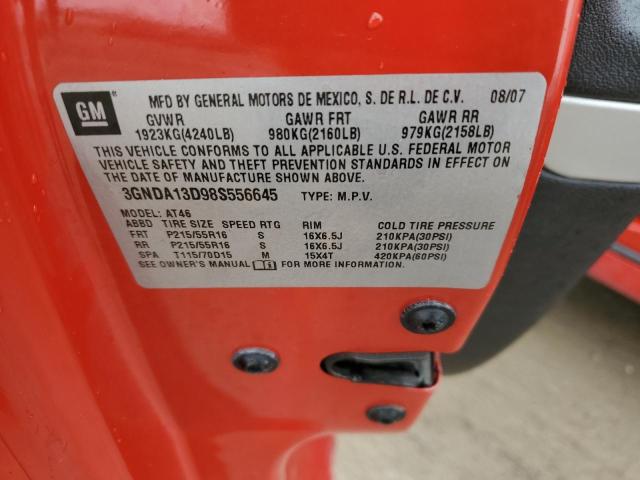 GM
MFD BY GENERAL MOTORS DE MEXICO, S. DE R.L. DE C.V. 08/07
GVWR GAWR FRT GAWR RR
1923KG(4240LB) 980KG(2160LB) 979KG(2158LB)
THIS VEHICLE CONFORMS TO ALL APPLICABLE U.S. FEDERAL MOTOR
VEHICLE SAFETY AND THEFT PREVENTION STANDARDS IN EFFECT ON
THE DATE OF MANUFACTURE SHOWN ABOVE.
3GNDA13D98S556645 TYPE: M.P.V.
MODEL: AT46
ABBD TIRE SIZE SPEED RTG RIM COLD TIRE PRESSURE
FRT P215/55R16 S 16X6.5J 210KPA(30PSI)
RR P215/55R16 S 16X6.5J 210KPA(30PSI)
SPA T115/70D15 M 15X4T 420KPA(60PSI)
SEE OWNER'S MANUAL FOR MORE INFORMATION